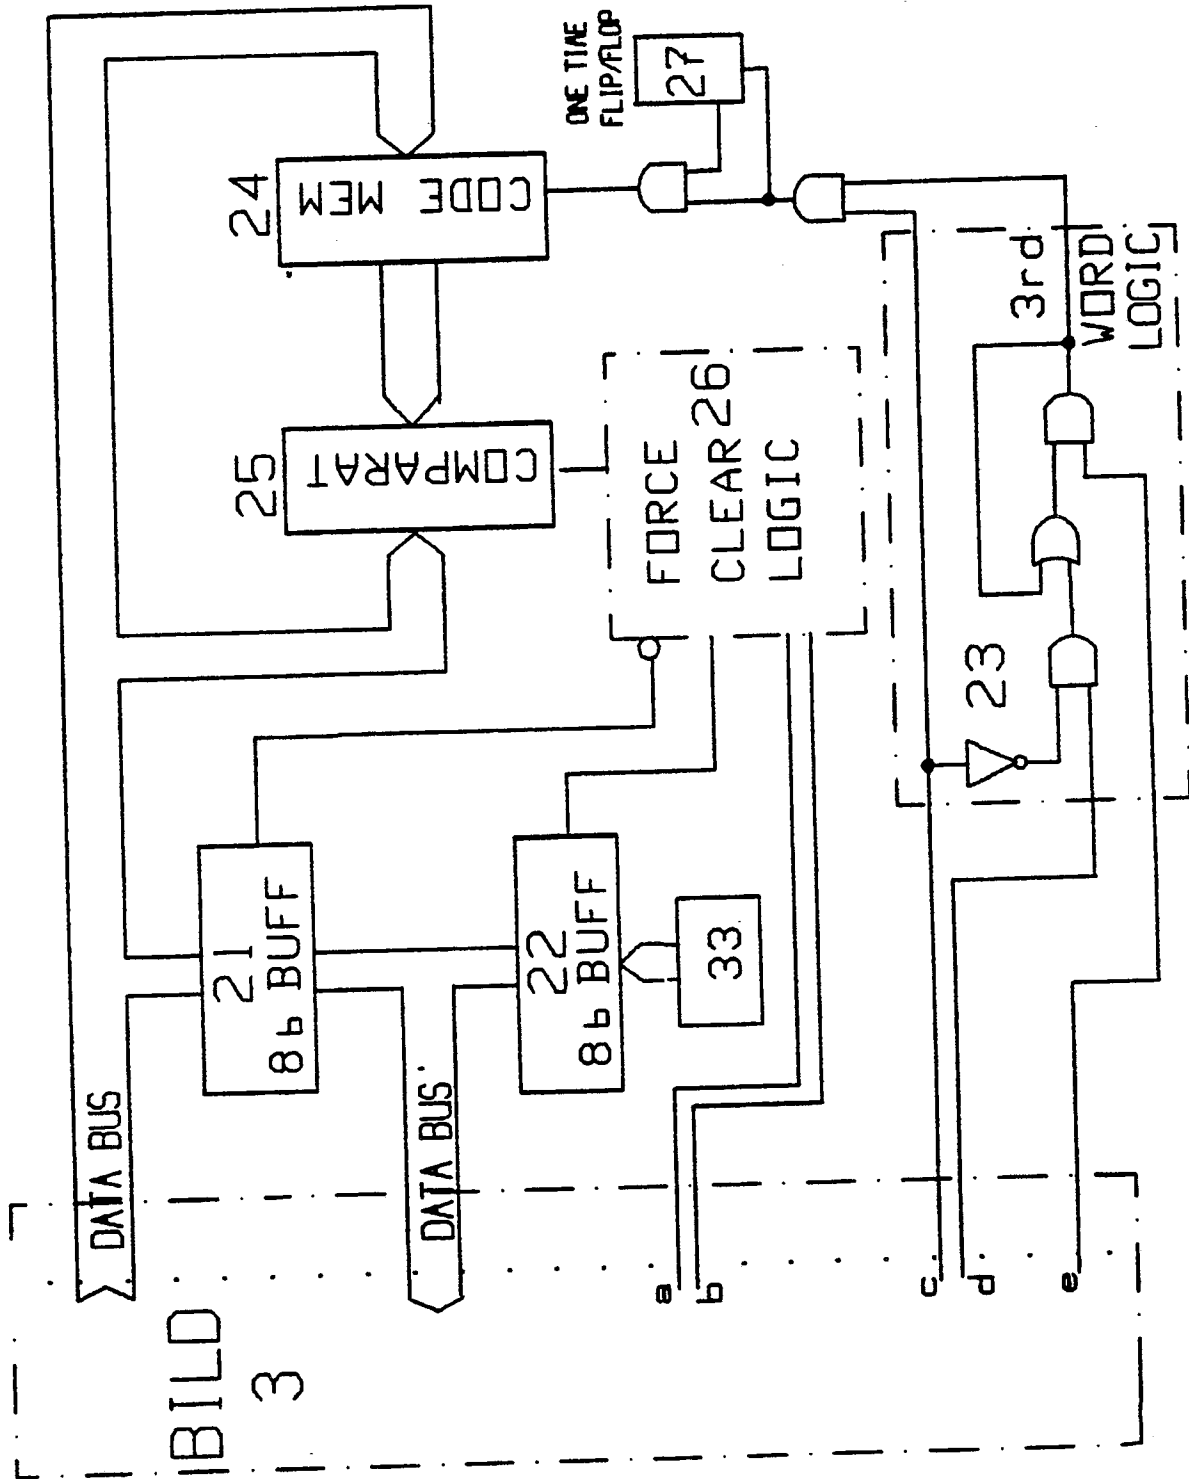 BILD
3
DATA BUS
DATA BUS'
a
b
c
d
e
21
8b BUFF
22
8b BUFF
33
25
COMPARAT
24
CODE MEM
FORCE
CLEAR 26
LOGIC
23
3rd
WORD
LOGIC
ONE TIME
FLIP/FLOP
27